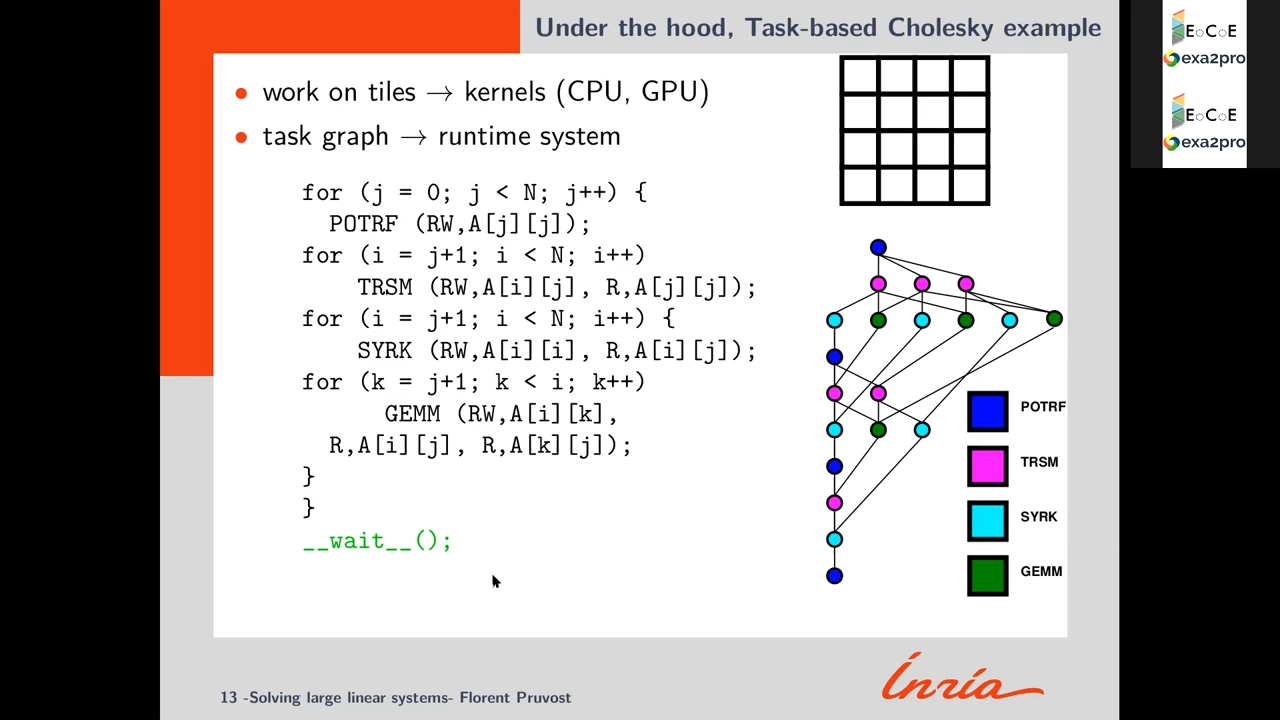 Under the hood, Task-based Cholesky example
• work on tiles → kernels (CPU, GPU)
• task graph → runtime system
for (j = 0; j < N; j++) {
POTRF (RW,A[j][j]);
for (i = j+1; i < N; i++)
TRSM (RW,A[i][j], R,A[j][j]);
for (i = j+1; i < N; i++) {
SYRK (RW,A[i][i], R,A[i][j]);
for (k = j+1; k < i; k++)
GEMM (RW,A[i][k],
R,A[i][j], R,A[k][j]);
}
}
__wait__();
POTRF
TRSM
SYRK
GEMM
13 -Solving large linear systems- Florent Pruvost
Inria
EoCoE
exa2pro
EoCoE
exa2pro